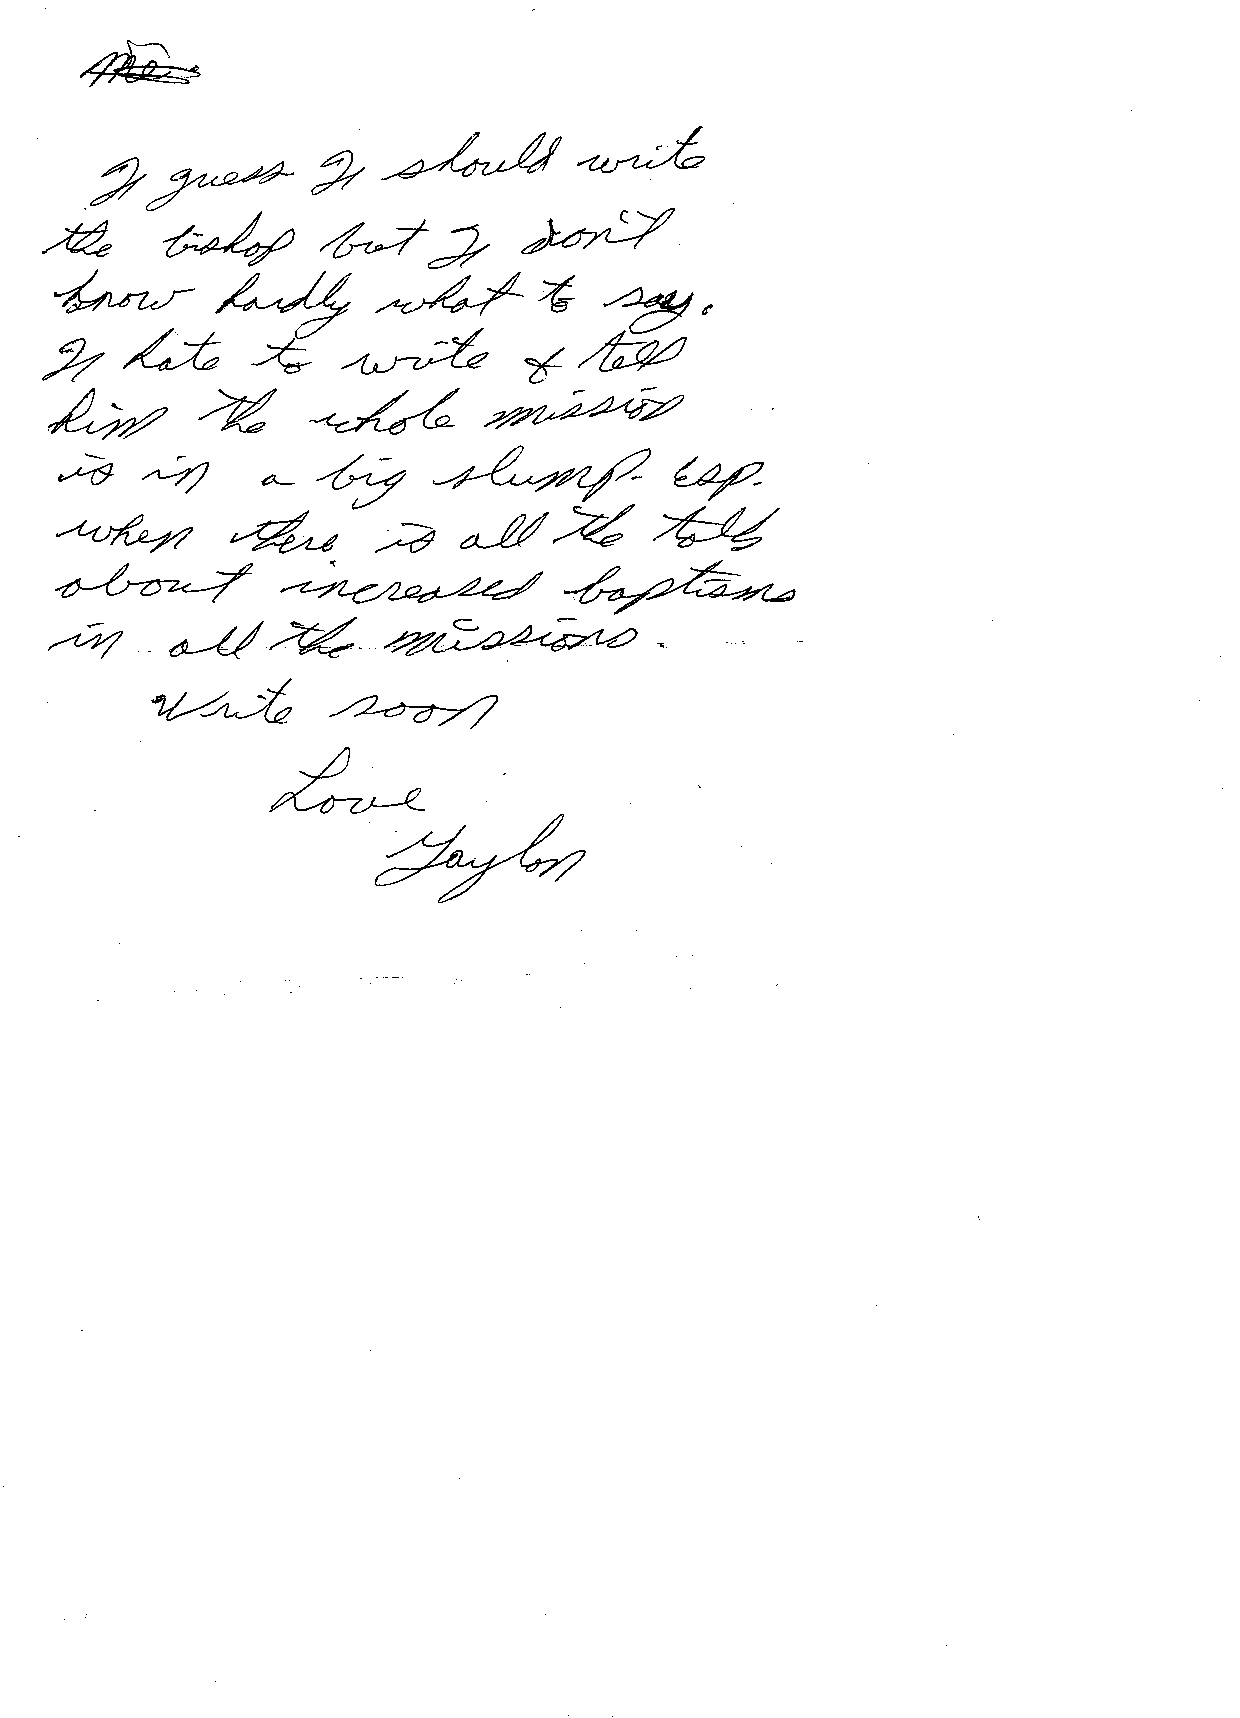 I guess I should write
the bishop but I don't
know hardly what to say.
I hate to write & tell
him the whole mission
is in a big slump. Esp.
when there is all the talk
about increased baptisms
in all the missions.
Write soon
Love
Gaylon